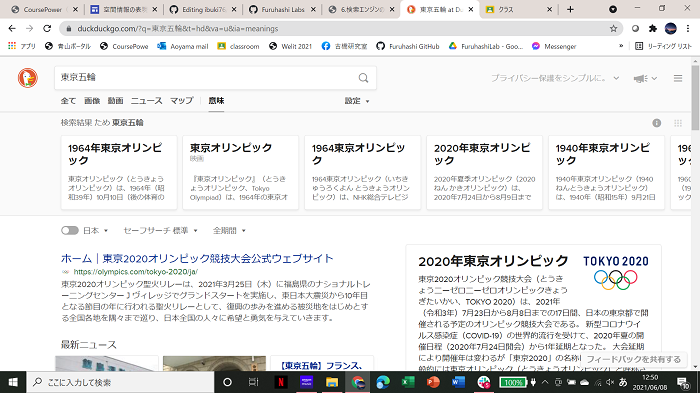 CoursePower
空間情報の表現
Editing ibuki76
Furuhashi Labs
6.検索エンジンの
東京五輪 at D
クラス
duckduckgo.com/?q=東京五輪&t=hd&va=u&ia=meanings
アプリ 青山ポータル CoursePowe Aoyama mail classroom Welit 2021 古橋研究室 Furuhashi GitHub FuruhashiLab - Goo... Messenger » リーディング リスト
東京五輪
プライバシー保護をシンプルに。
全て 画像 動画 ニュース マップ 意味 設定
検索結果 ため 東京五輪
1964年東京オリンピック
東京オリンピック（とうきょうオリンピック）は、1964年（昭和39年）10月10日（後の体育の
東京オリンピック
映画
『東京オリンピック』（とうきょうオリンピック、Tokyo Olympiad）は、1964年の東京オ
1964東京オリンピック
1964東京オリンピック（いちきゅうろくよん とうきょうオリンピック）は、NHK総合テレビジ
2020年東京オリンピック
2020年夏季オリンピック（2020ねん かきオリンピック）は、2020年7月24日から8月9日まで
1940年東京オリンピック
1940年東京オリンピック（1940ねんとうきょうオリンピック）は、1940年（昭和15年）9月21日
日本 セーフサーチ 標準 全期間
ホーム｜東京2020オリンピック競技大会公式ウェブサイト
https://olympics.com/tokyo-2020/ja/
東京2020オリンピック聖火リレーは、2021年3月25日（木）に福島県のナショナルトレ
ーニングセンター J ヴィレッジでグランドスタートを実施し、東日本大震災から10年目
となる節目の年に行われる聖火リレーとして、復興の歩みを進める被災地をはじめとす
る全国各地を隅々まで巡り、日本全国の人々に希望と勇気を与えていきます。
最新ニュース
【東京五輪】フランス、
2020年東京オリンピック
TOKYO 2020
東京2020オリンピック競技大会（とうき
ょうニーゼロニーゼロオリンピックきょう
ぎたいかい、TOKYO 2020）は、2021年
（令和3年）7月23日から8月8日までの17日間、日本の東京都で開
催される予定のオリンピック競技大会である。 新型コロナウイ
ルス感染症（COVID-19）の世界的流行を受けて、2020年夏の開
催日程（2020年7月24日開会）から1年延期となった。 大会延期
により開催年は変わるが「東京2020」の名称
フィードバックを共有する
ここに入力して検索
100%
12:50
2021/06/08